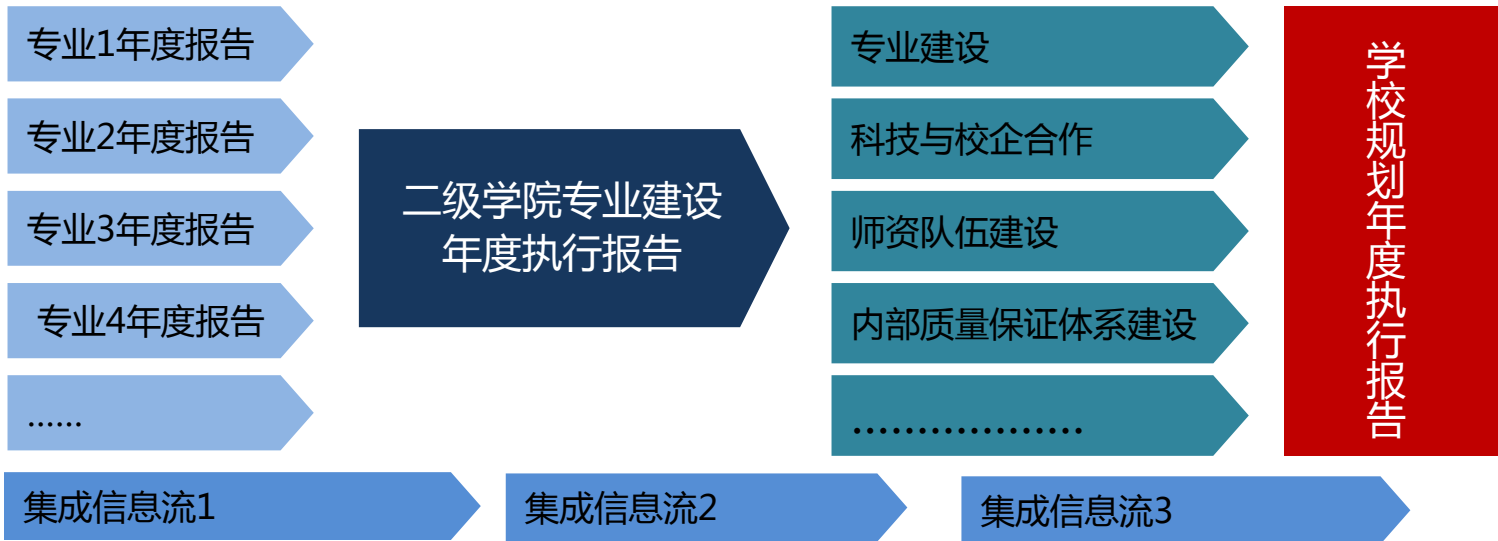 专业1年度报告
专业2年度报告
专业3年度报告
专业4年度报告
......
二级学院专业建设
年度执行报告
专业建设
科技与校企合作
师资队伍建设
内部质量保证体系建设
..................
学校规划年度执行报告
集成信息流1
集成信息流2
集成信息流3